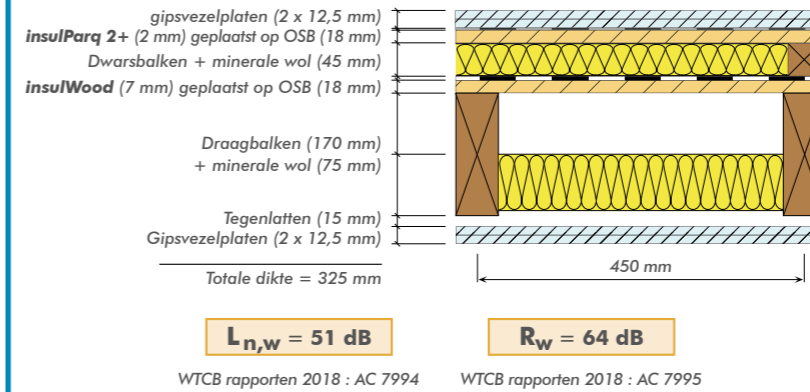 gipsvezelplaten (2 x 12,5 mm)
insulParq 2+ (2 mm) geplaatst op OSB (18 mm)
Dwarsbalken + minerale wol (45 mm)
insulWood (7 mm) geplaatst op OSB (18 mm)
Draagbalken (170 mm)
+ minerale wol (75 mm)
Tegenlatten (15 mm)
Gipsvezelplaten (2 x 12,5 mm)
Totale dikte = 325 mm
450 mm
Ln,w = 51 dB
Rw = 64 dB
WTCB rapporten 2018 : AC 7994
WTCB rapporten 2018 : AC 7995